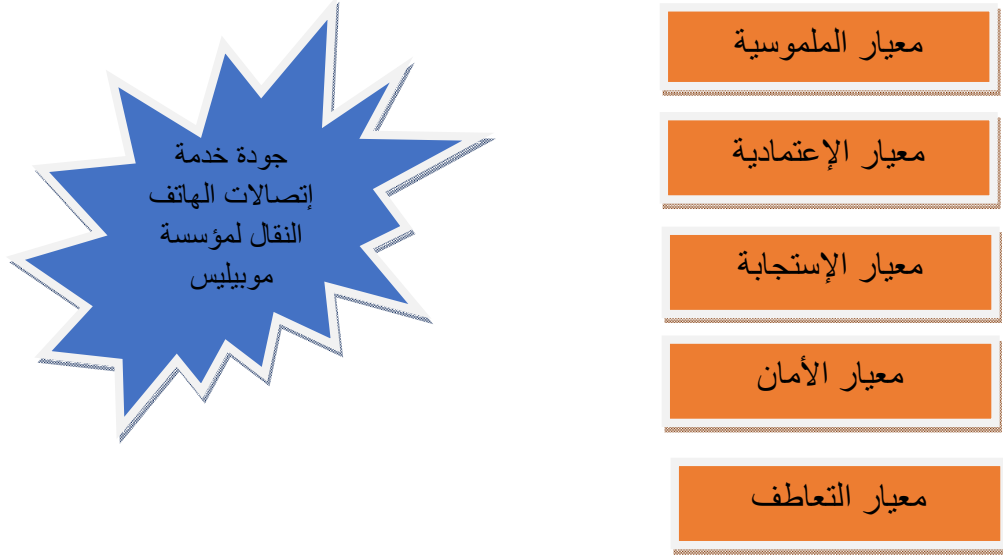 معيار الملموسية
معيار الإعتمادية
معيار الإستجابة
معيار الأمان
معيار التعاطف
جودة خدمة
إتصالات الهاتف
النقال لمؤسسة
موبيليس